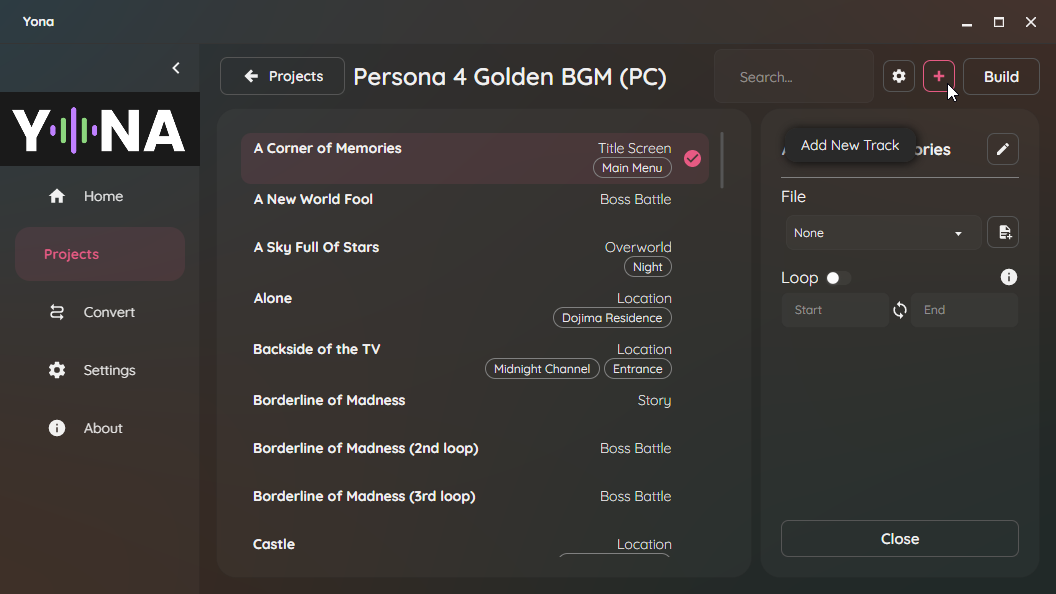 Yona
YONA
Home
Projects
Convert
Settings
About
Projects
Persona 4 Golden BGM (PC)
Search...
Build
Add New Track
A Corner of Memories
Title Screen
Main Menu
A New World Fool
Boss Battle
A Sky Full Of Stars
Overworld
Night
Alone
Location
Dojima Residence
Backside of the TV
Location
Midnight Channel
Entrance
Borderline of Madness
Story
Borderline of Madness (2nd loop)
Boss Battle
Borderline of Madness (3rd loop)
Boss Battle
Castle
Location
ories
File
None
Loop
Start
End
Close